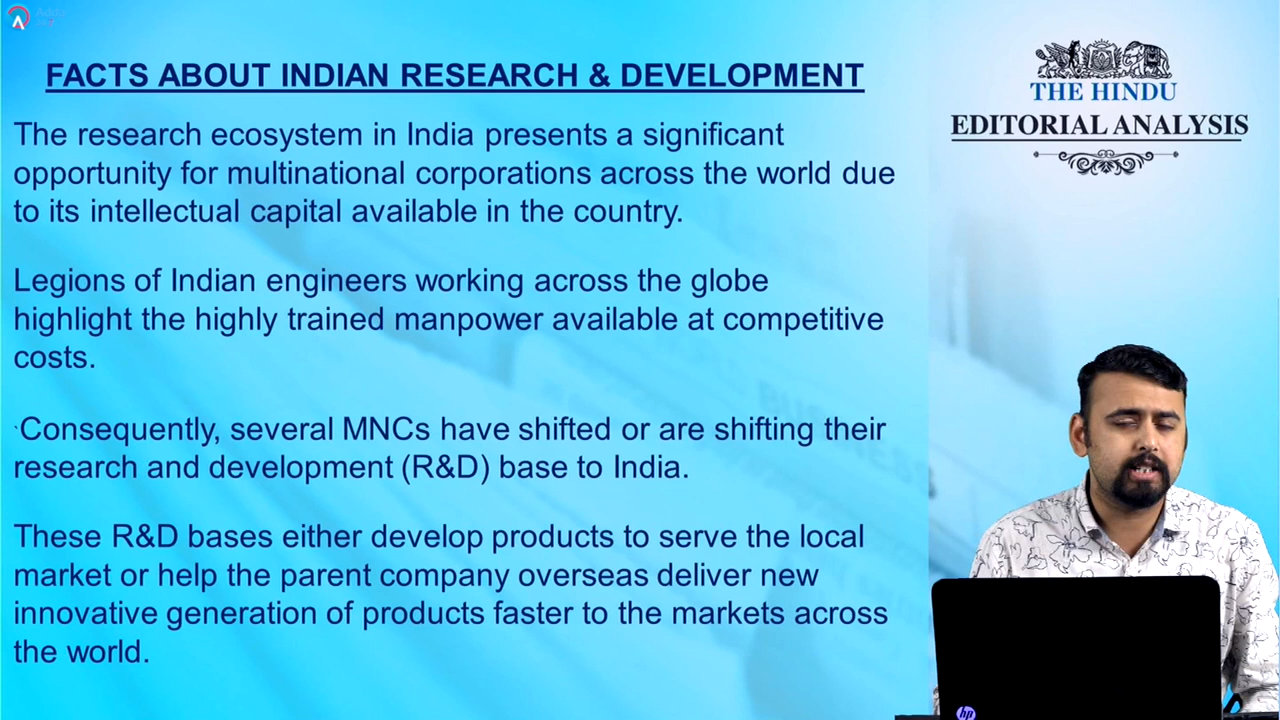 FACTS ABOUT INDIAN RESEARCH & DEVELOPMENT
The research ecosystem in India presents a significant
opportunity for multinational corporations across the world due
to its intellectual capital available in the country.
Legions of Indian engineers working across the globe
highlight the highly trained manpower available at competitive
costs.
Consequently, several MNCs have shifted or are shifting their
research and development (R&D) base to India.
These R&D bases either develop products to serve the local
market or help the parent company overseas deliver new
innovative generation of products faster to the markets across
the world.
THE HINDU
EDITORIAL ANALYSIS
hp